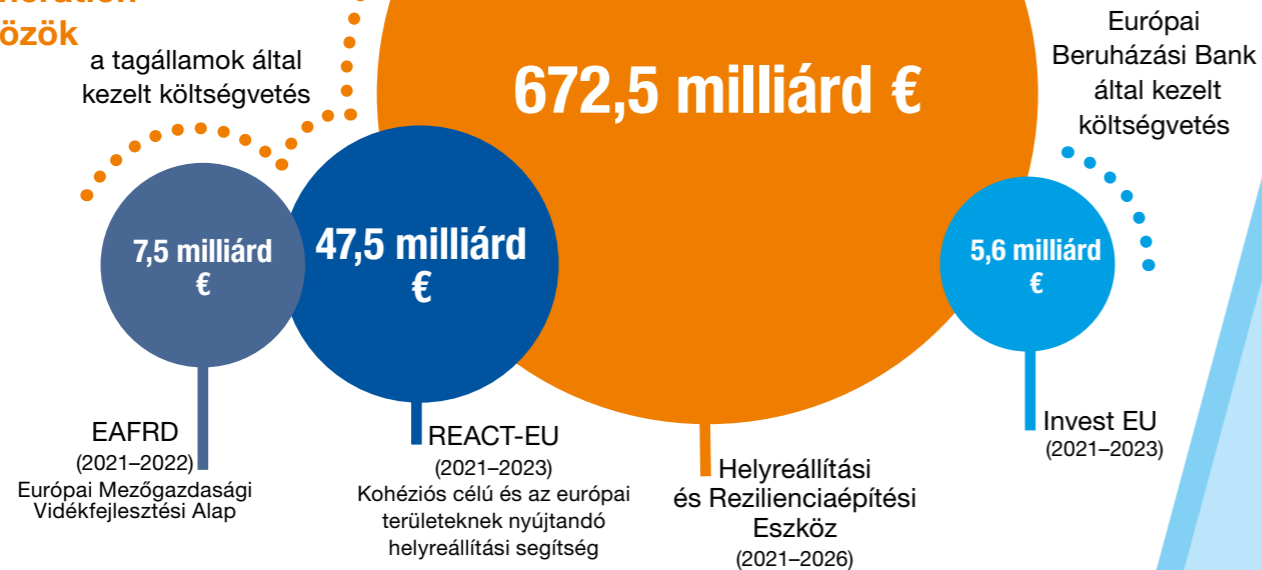 özök
a tagállamok által
kezelt költségvetés
672,5 milliárd €
Európai
Beruházási Bank
által kezelt
költségvetés
7,5 milliárd
€
47,5 milliárd
€
5,6 milliárd
€
EAFRD
(2021–2022)
Európai Mezőgazdasági
Vidékfejlesztési Alap
REACT-EU
(2021–2023)
Kohéziós célú és az európai
területeknek nyújtandó
helyreállítási segítség
Helyreállítási
és Rezilienciaépítési
Eszköz
(2021–2026)
Invest EU
(2021–2023)